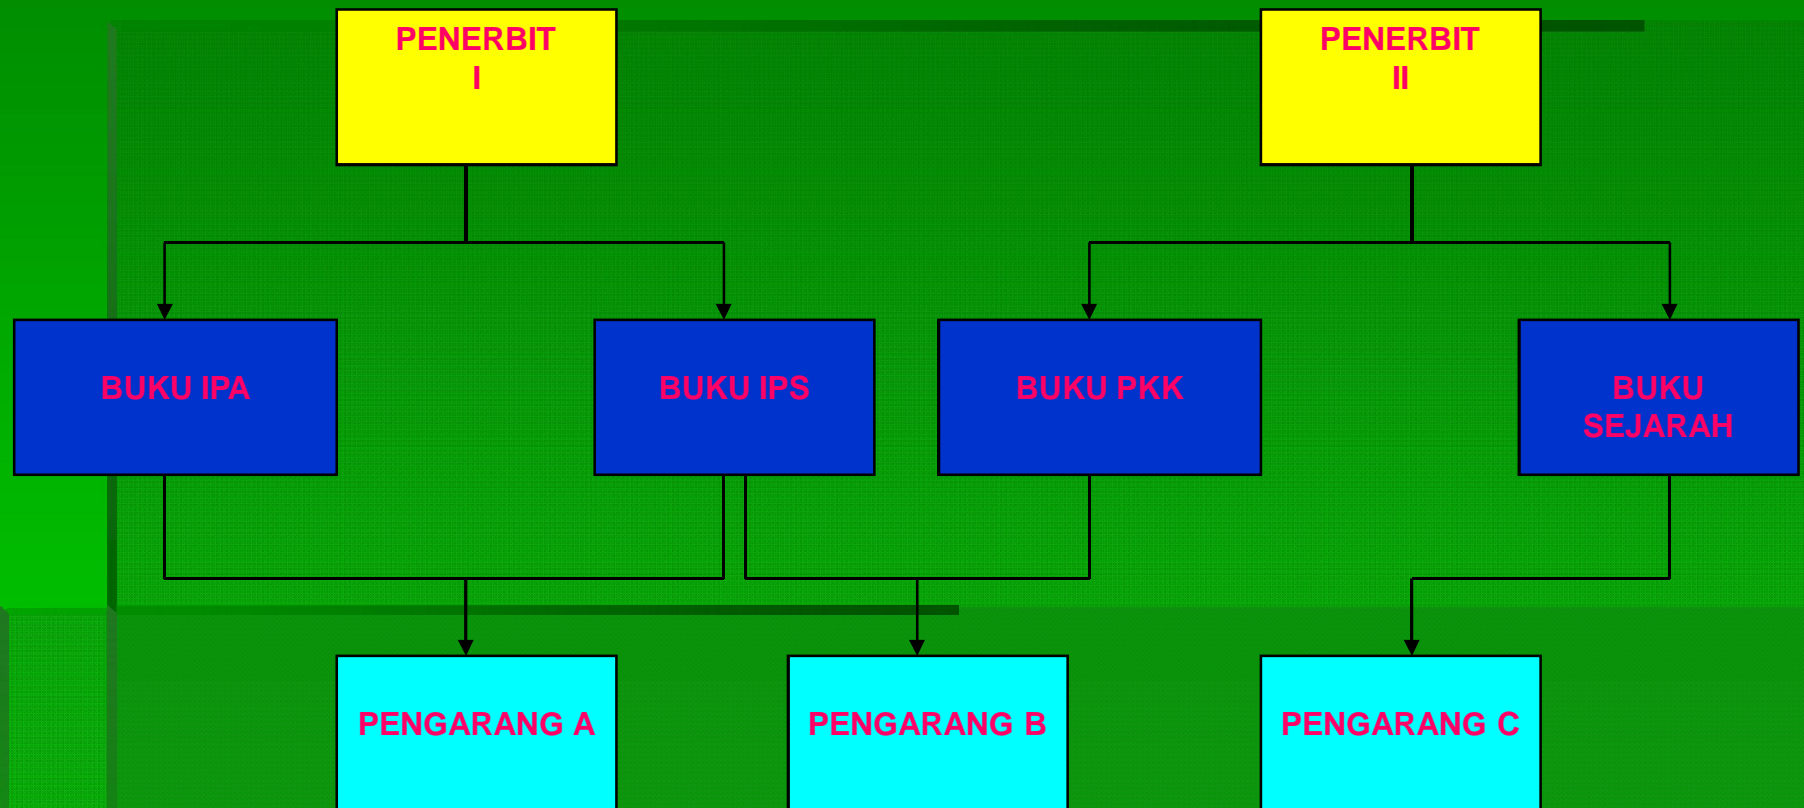 PENERBIT
I
PENERBIT
II
BUKU IPA
BUKU IPS
BUKU PKK
BUKU
SEJARAH
PENGARANG A
PENGARANG B
PENGARANG C